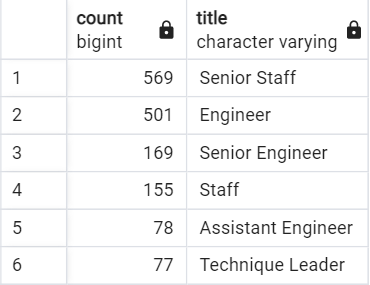 count title
bigint character varying
1 569 Senior Staff
2 501 Engineer
3 169 Senior Engineer
4 155 Staff
5 78 Assistant Engineer
6 77 Technique Leader